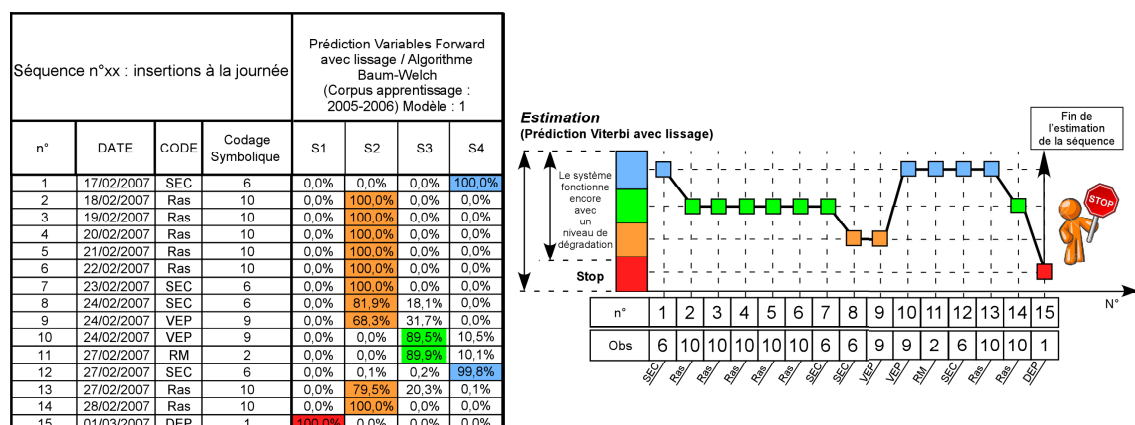 Séquence n°xx : insertions à la journée
Prédiction Variables Forward
avec lissage / Algorithme
Baum-Welch
(Corpus apprentissage :
2005-2006) Modèle : 1
n° DATE CODE Codage Symbolique S1 S2 S3 S4
1 17/02/2007 SEC 6 0,0% 0,0% 0,0% 100,0%
2 18/02/2007 Ras 10 0,0% 100,0% 0,0% 0,0%
3 19/02/2007 Ras 10 0,0% 100,0% 0,0% 0,0%
4 20/02/2007 Ras 10 0,0% 100,0% 0,0% 0,0%
5 21/02/2007 Ras 10 0,0% 100,0% 0,0% 0,0%
6 22/02/2007 Ras 10 0,0% 100,0% 0,0% 0,0%
7 23/02/2007 SEC 6 0,0% 100,0% 0,0% 0,0%
8 24/02/2007 SEC 6 0,0% 81,9% 18,1% 0,0%
9 24/02/2007 VEP 9 0,0% 68,3% 31,7% 0,0%
10 24/02/2007 VEP 9 0,0% 0,0% 89,5% 10,5%
11 27/02/2007 RM 2 0,0% 0,0% 89,9% 10,1%
12 27/02/2007 SEC 6 0,0% 0,1% 0,2% 99,8%
13 27/02/2007 Ras 10 0,0% 79,5% 20,3% 0,1%
14 28/02/2007 Ras 10 0,0% 100,0% 0,0% 0,0%
15 01/03/2007 DEP 1 100,0% 0,0% 0,0% 0,0%
Estimation
(Prédiction Viterbi avec lissage)
Fin de
l'estimation
de la séquence
Le système
fonctionne
encore
avec
un
niveau de
dégradation
Stop
STOP
N°
n° 1 2 3 4 5 6 7 8 9 10 11 12 13 14 15
Obs 6 10 10 10 10 10 6 6 9 9 2 6 10 10 1
SEC Ras Ras Ras Ras Ras SEC SEC VEP VEP RM SEC Ras Ras DEP